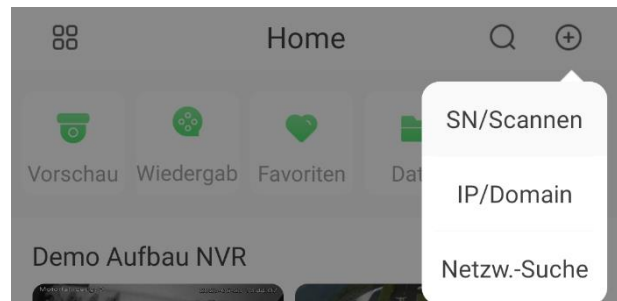 Home
SN/Scannen
Vorschau Wiedergab Favoriten Dat
IP/Domain
Demo Aufbau NVR
Netzw.-Suche